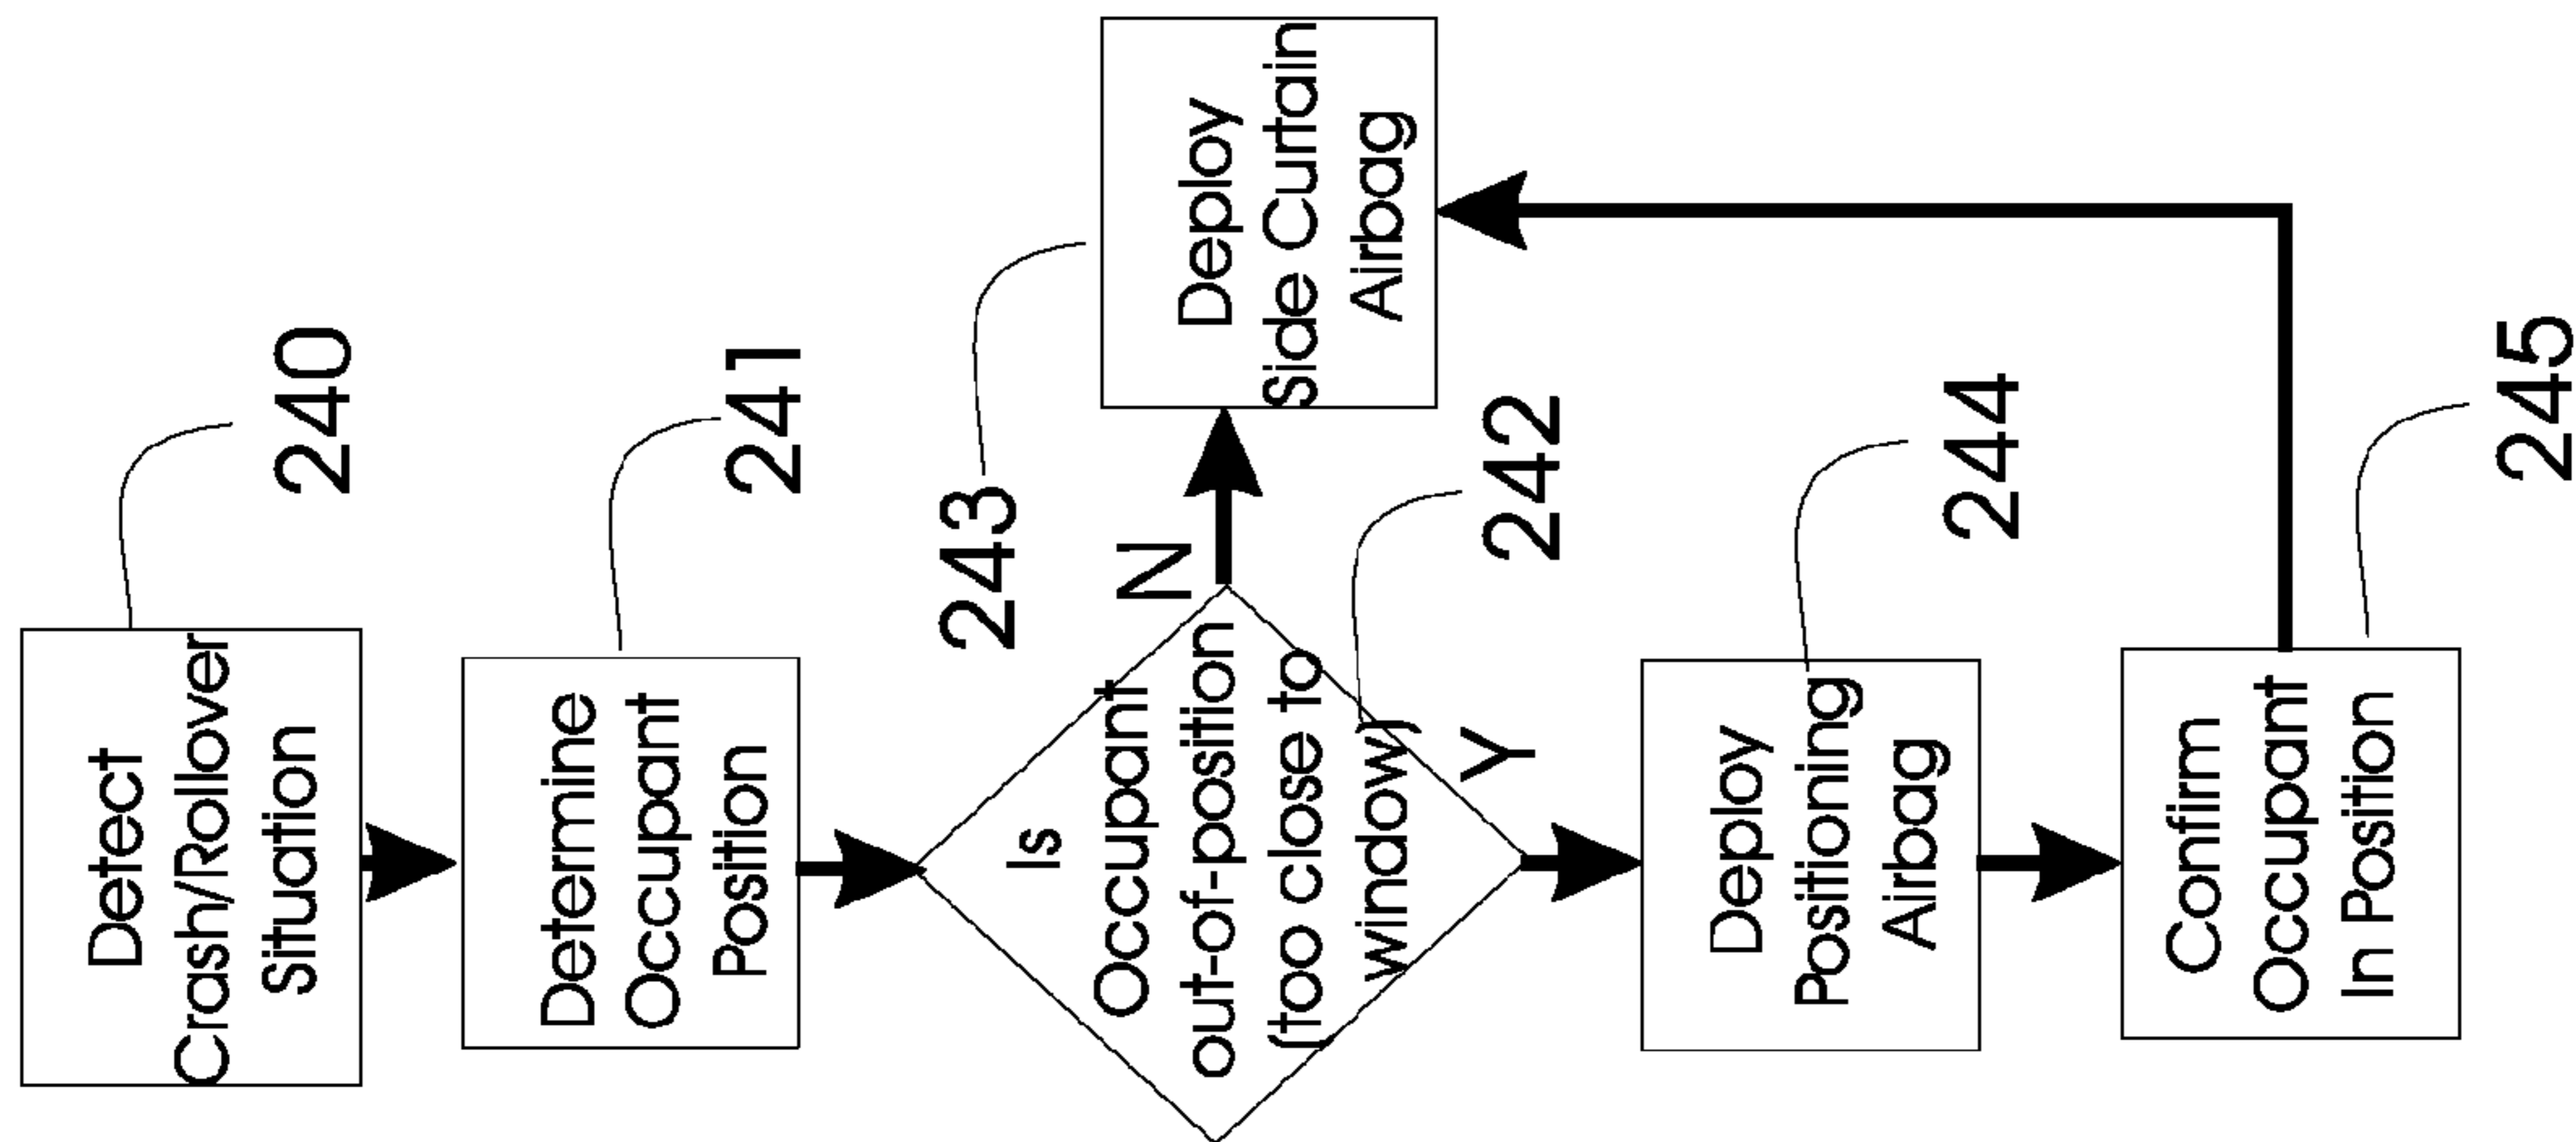 Detect
Crash/Rollover
Situation
240
Determine
Occupant
Position
241
Is
Occupant
out-of-position
(too close to
window)
242
N
Y
Deploy
Side Curtain
Airbag
243
Deploy
Positioning
Airbag
244
Confirm
Occupant
In Position
245